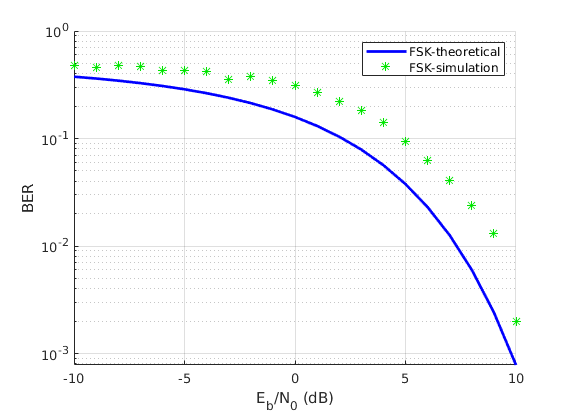 FSK-theoretical
FSK-simulation
10^0
10^-1
10^-2
10^-3
BER
-10 -5 0 5 10
E_b/N_0 (dB)